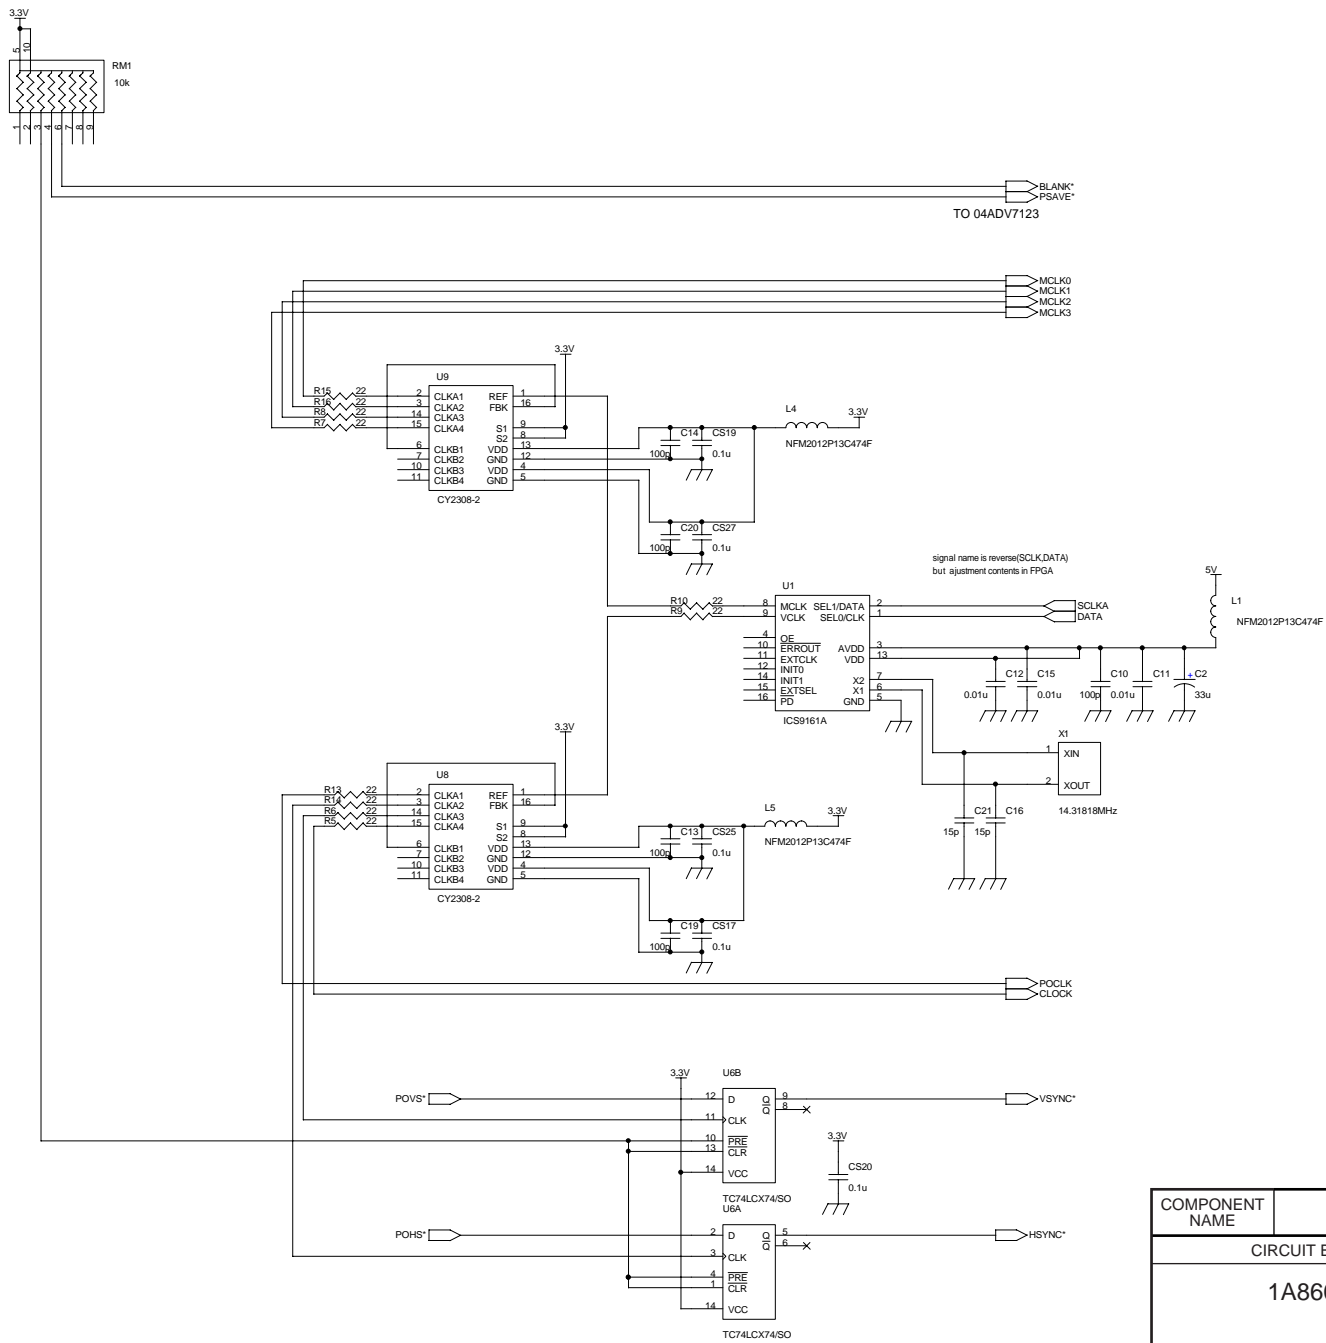 3.3V
5
10
RM1
10k
1
2
3
4
6
7
8
9
BLANK*
PSAVE*
TO 04ADV7123
MCLK0
MCLK1
MCLK2
MCLK3
3.3V
U9
R15 22 2 CLKA1 REF 1
R16 22 3 CLKA2 FBK 16
R8 22 14 CLKA3
R7 22 15 CLKA4 S1 9
S2 8
6 CLKB1 VDD 13
7 CLKB2 GND 12
10 CLKB3 VDD 4
11 CLKB4 GND 5
CY2308-2
C14 CS19
100p 0.1u
L4
3.3V
NFM2012P13C474F
C20 CS27
100p 0.1u
signal name is reverse(SCLK,DATA)
but ajustment contents in FPGA
U1
R10 22 8 MCLK SEL1/DATA 2 SCLKA
R9 22 9 VCLK SEL0/CLK 1 DATA
4 OE
10 ERROUT AVDD 3
11 EXTCLK VDD 13
12 INIT0
14 INIT1 X2 7
15 EXTSEL X1 6
16 PD GND 5
ICS9161A
5V
L1
NFM2012P13C474F
C12 C15 C10 C11 + C2
0.01u 0.01u 100p 0.01u 33u
X1
1 XIN
2 XOUT
14.31818MHz
C21 C16
15p 15p
3.3V
U8
R13 22 2 CLKA1 REF 1
R14 22 3 CLKA2 FBK 16
R6 22 14 CLKA3
R5 22 15 CLKA4 S1 9
S2 8
6 CLKB1 VDD 13
7 CLKB2 GND 12
10 CLKB3 VDD 4
11 CLKB4 GND 5
CY2308-2
C13 CS25
100p 0.1u
L5
3.3V
NFM2012P13C474F
C19 CS17
100p 0.1u
POCLK
CLOCK
3.3V
U6B
POVS* 12 D Q 9 VSYNC*
Q 8
11 CLK
10 PRE
13 CLR
14 VCC
TC74LCX74/SO
3.3V
CS20
0.1u
U6A
POHS* 2 D Q 5 HSYNC*
Q 6
3 CLK
4 PRE
1 CLR
14 VCC
TC74LCX74/SO
COMPONENT
NAME
CIRCUIT